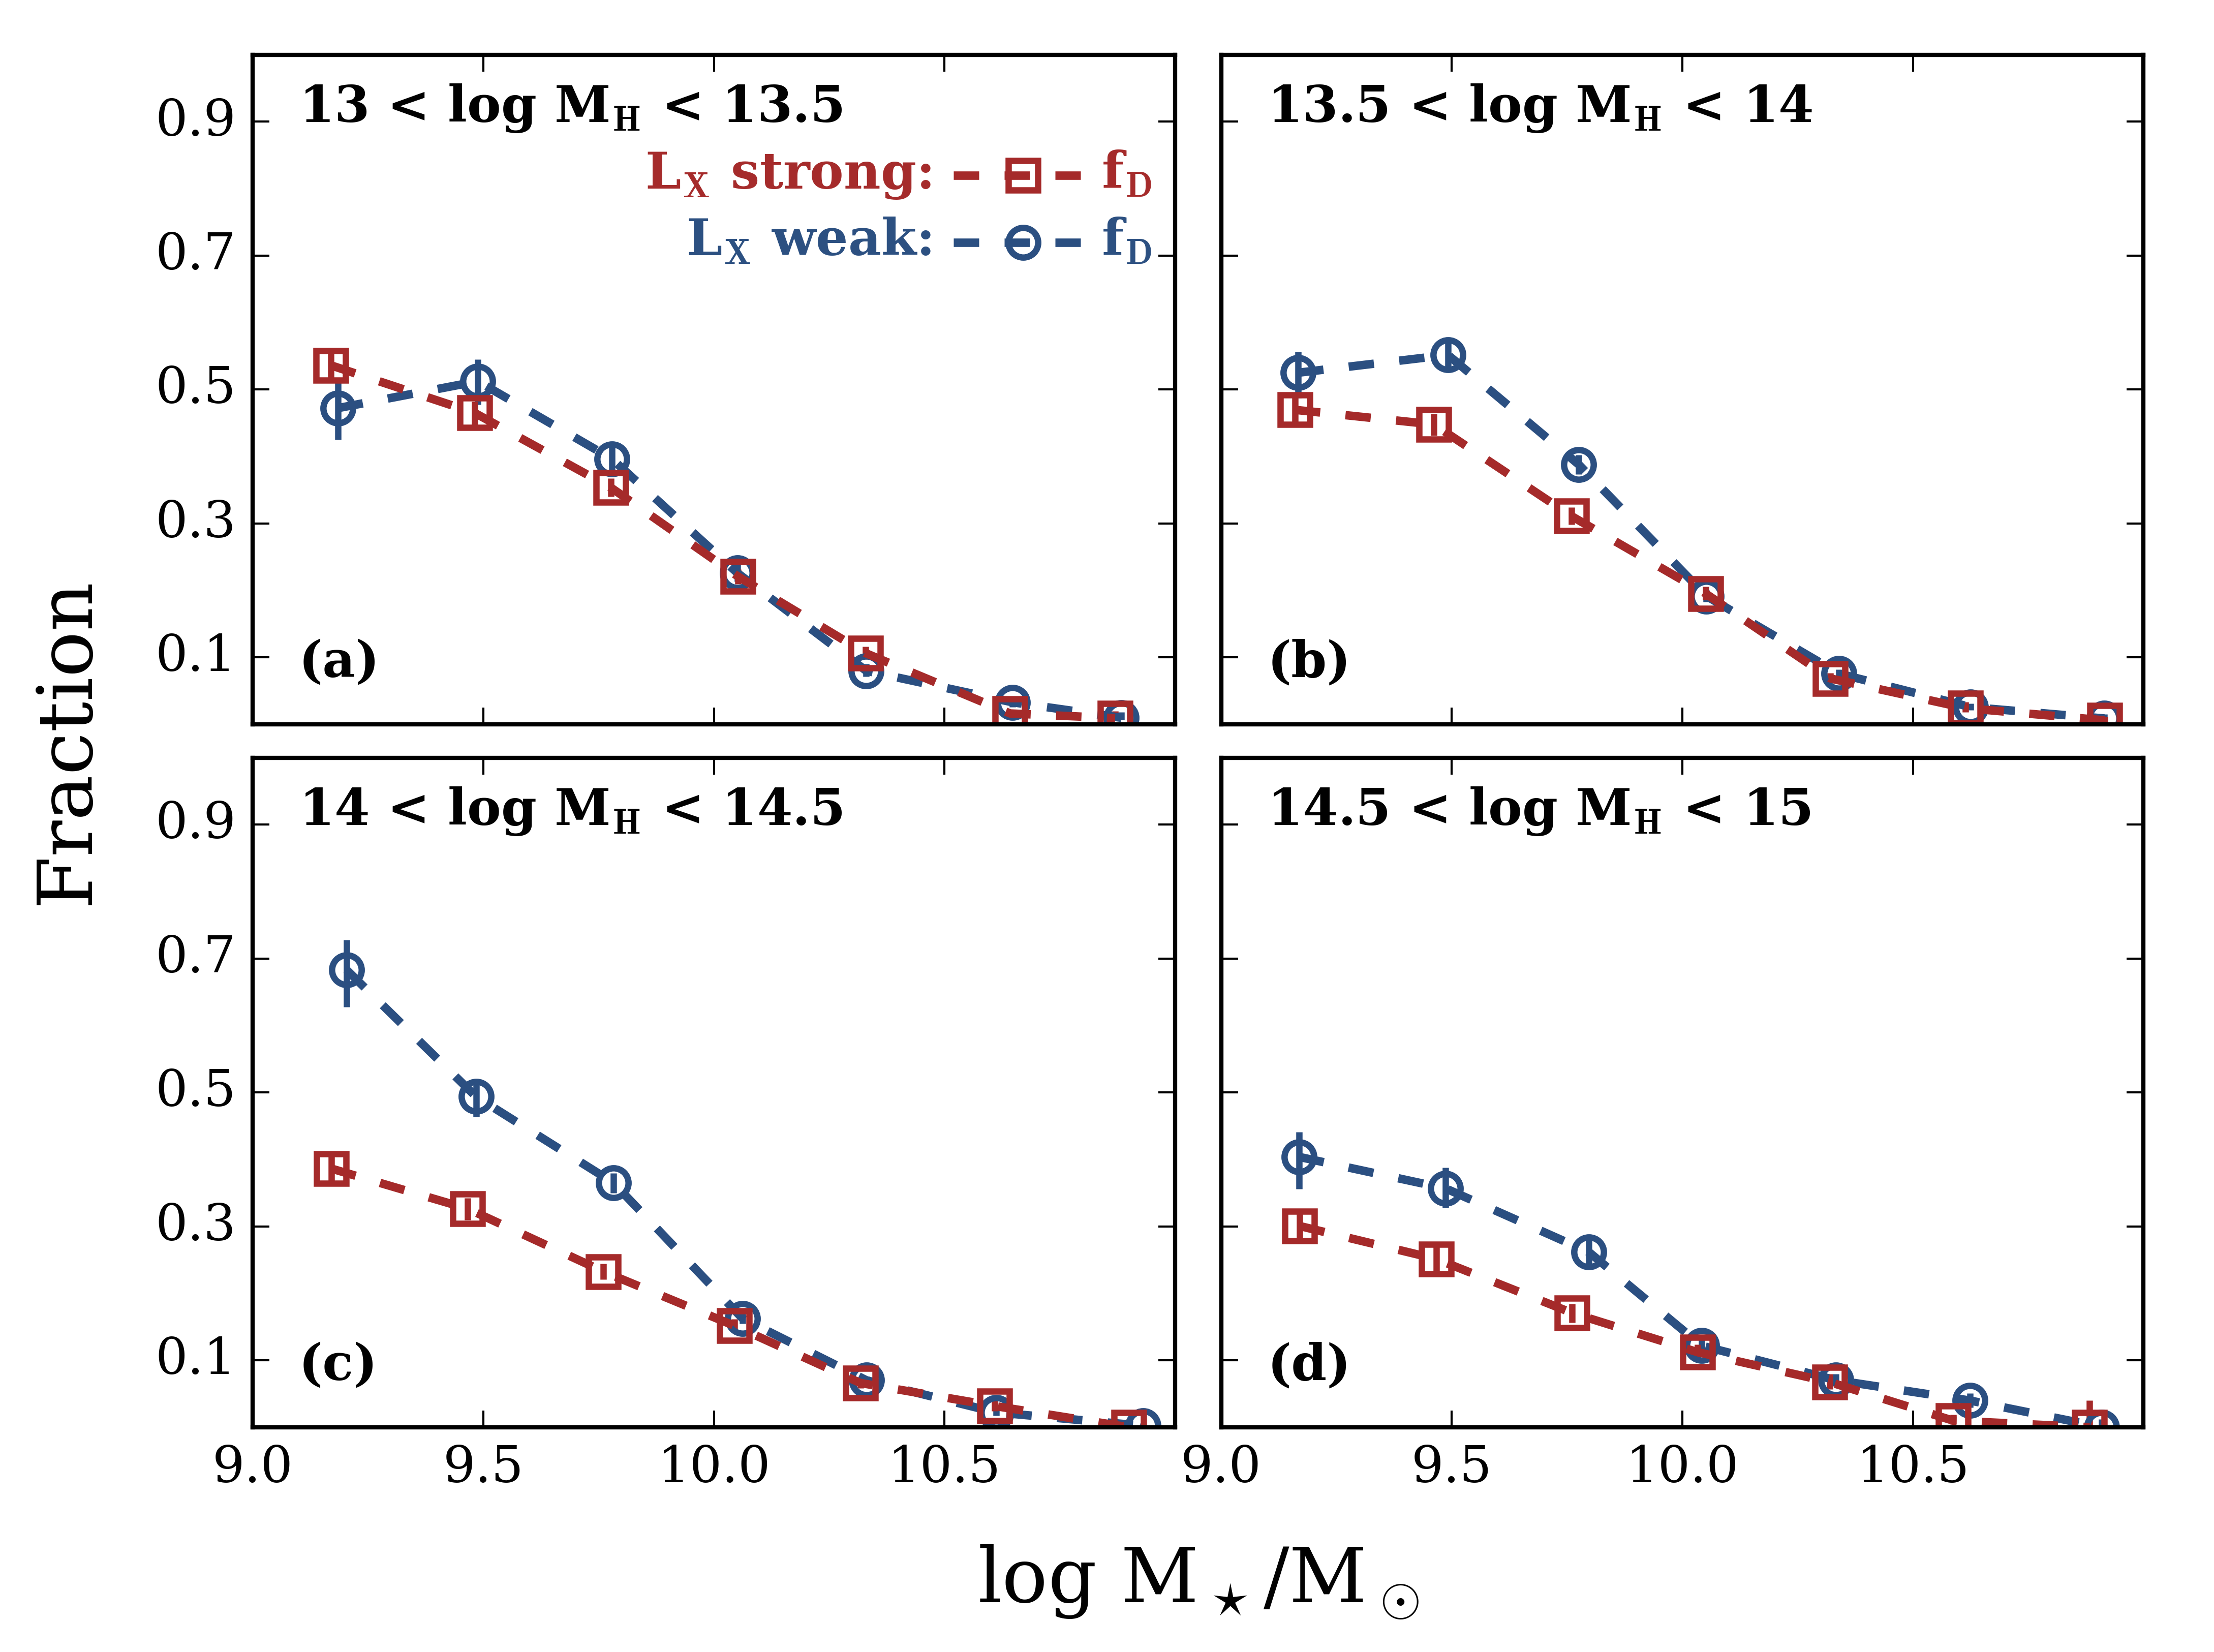 13 < log M_H < 13.5
L_X strong: f_D
L_X weak: f_D
(a)
13.5 < log M_H < 14
(b)
14 < log M_H < 14.5
(c)
14.5 < log M_H < 15
(d)
0.9
0.7
0.5
0.3
0.1
0.9
0.7
0.5
0.3
0.1
9.0 9.5 10.0 10.5
9.0 9.5 10.0 10.5
Fraction
log M_⋆/M_⊙